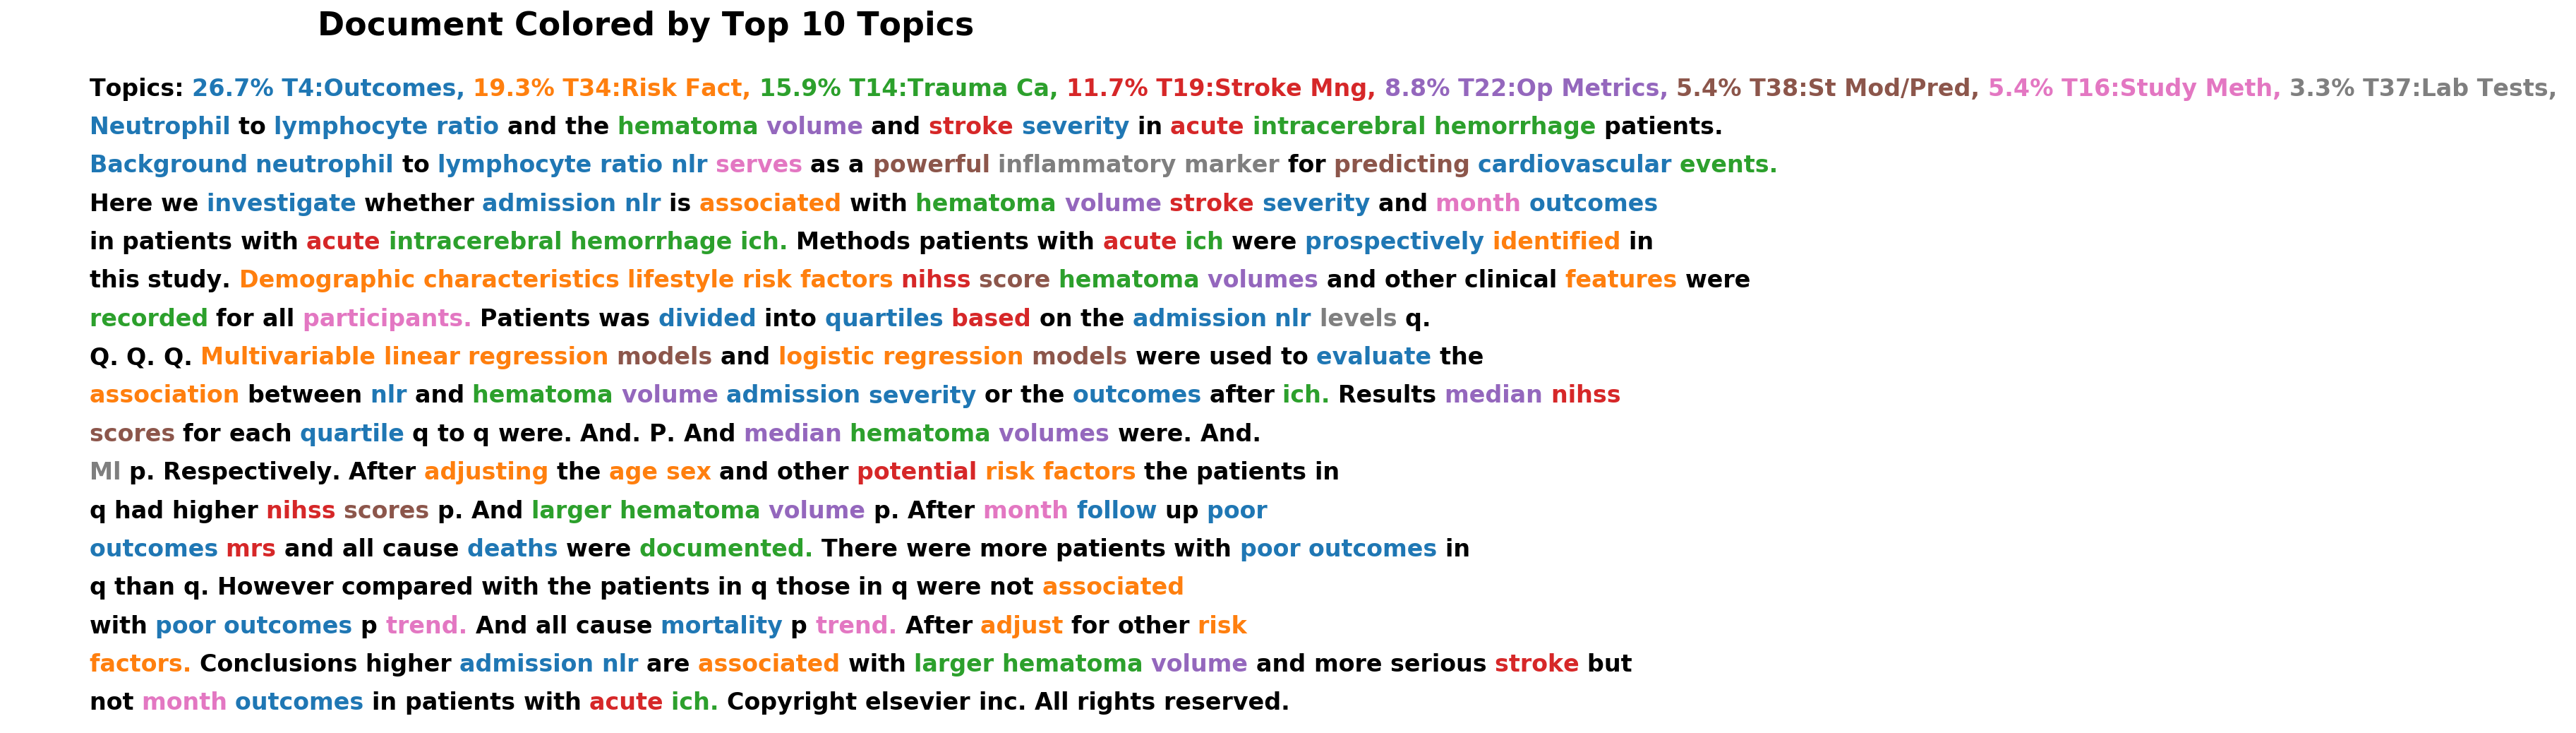 Document Colored by Top 10 Topics
Topics: 26.7% T4:Outcomes, 19.3% T34:Risk Fact, 15.9% T14:Trauma Ca, 11.7% T19:Stroke Mng, 8.8% T22:Op Metrics, 5.4% T38:St Mod/Pred, 5.4% T16:Study Meth, 3.3% T37:Lab Tests,
Neutrophil to lymphocyte ratio and the hematoma volume and stroke severity in acute intracerebral hemorrhage patients.
Background neutrophil to lymphocyte ratio nlr serves as a powerful inflammatory marker for predicting cardiovascular events.
Here we investigate whether admission nlr is associated with hematoma volume stroke severity and month outcomes
in patients with acute intracerebral hemorrhage ich. Methods patients with acute ich were prospectively identified in
this study. Demographic characteristics lifestyle risk factors nihss score hematoma volumes and other clinical features were
recorded for all participants. Patients was divided into quartiles based on the admission nlr levels q.
Q. Q. Q. Multivariable linear regression models and logistic regression models were used to evaluate the
association between nlr and hematoma volume admission severity or the outcomes after ich. Results median nihss
scores for each quartile q to q were. And. P. And median hematoma volumes were. And.
Ml p. Respectively. After adjusting the age sex and other potential risk factors the patients in
q had higher nihss scores p. And larger hematoma volume p. After month follow up poor
outcomes mrs and all cause deaths were documented. There were more patients with poor outcomes in
q than q. However compared with the patients in q those in q were not associated
with poor outcomes p trend. And all cause mortality p trend. After adjust for other risk
factors. Conclusions higher admission nlr are associated with larger hematoma volume and more serious stroke but
not month outcomes in patients with acute ich. Copyright elsevier inc. All rights reserved.